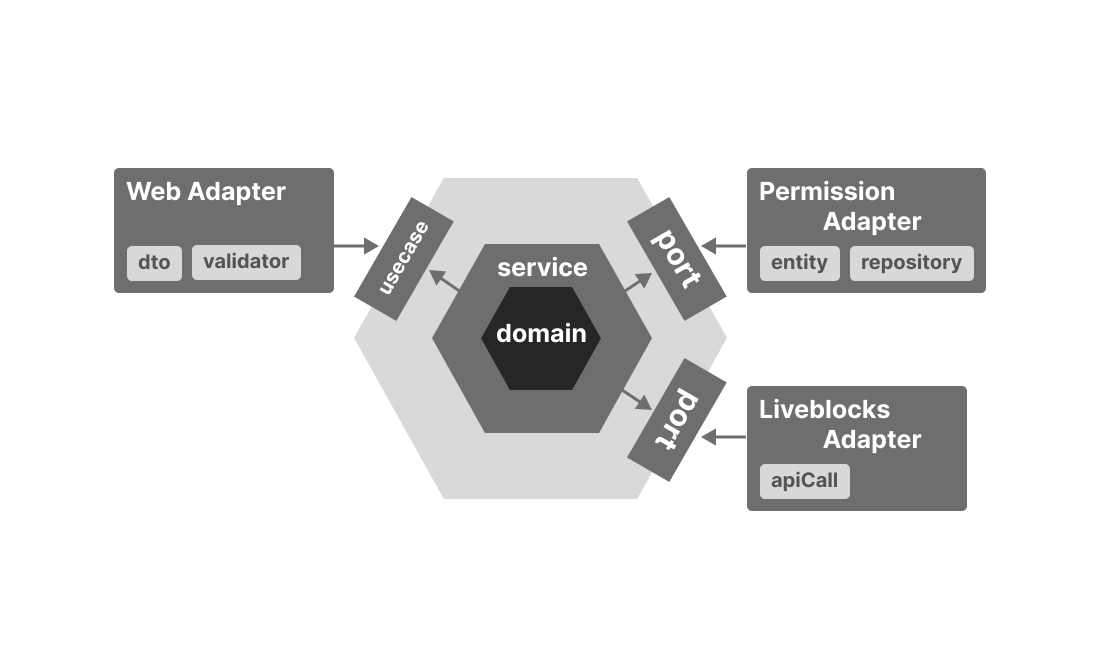 Web Adapter
dto
validator
usecase
service
domain
port
port
Permission
Adapter
entity
repository
Liveblocks
Adapter
apiCall